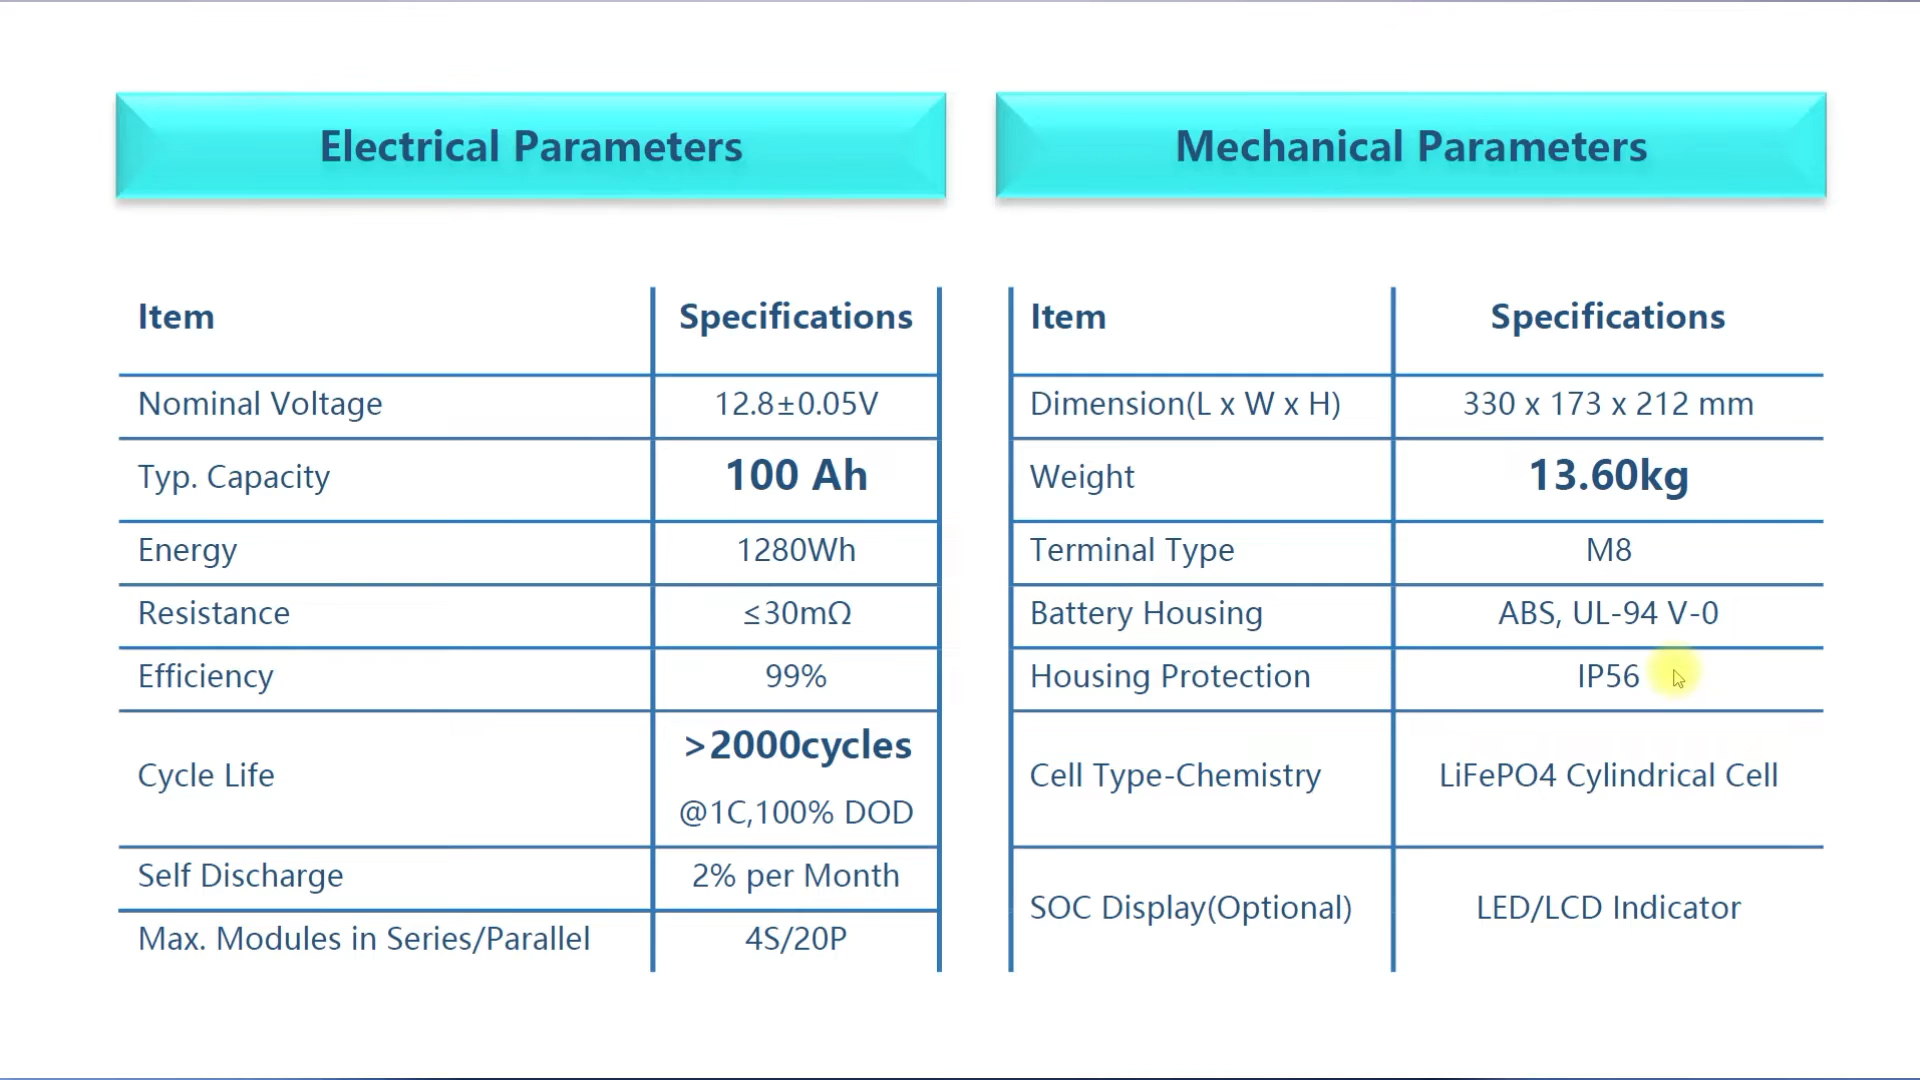 Electrical Parameters
Mechanical Parameters
Item Specifications
Nominal Voltage 12.8±0.05V
Typ. Capacity 100 Ah
Energy 1280Wh
Resistance ≤30mΩ
Efficiency 99%
Cycle Life >2000cycles
@1C,100% DOD
Self Discharge 2% per Month
Max. Modules in Series/Parallel 4S/20P
Item Specifications
Dimension(L x W x H) 330 x 173 x 212 mm
Weight 13.60kg
Terminal Type M8
Battery Housing ABS, UL-94 V-0
Housing Protection IP56
Cell Type-Chemistry LiFePO4 Cylindrical Cell
SOC Display(Optional) LED/LCD Indicator